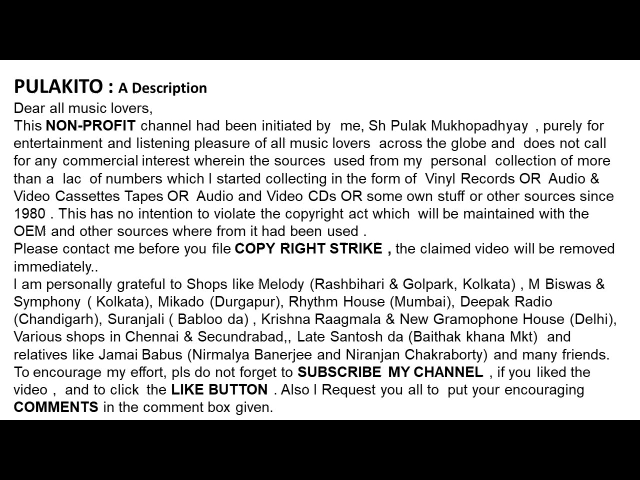 PULAKITO : A Description
Dear all music lovers,
This NON-PROFIT channel had been initiated by me, Sh Pulak Mukhopadhyay , purely for
entertainment and listening pleasure of all music lovers across the globe and does not call
for any commercial interest wherein the sources used from my personal collection of more
than a lac of numbers which I started collecting in the form of Vinyl Records OR Audio &
Video Cassettes Tapes OR Audio and Video CDs OR some own stuff or other sources since
1980 . This has no intention to violate the copyright act which will be maintained with the
OEM and other sources where from it had been used .
Please contact me before you file COPY RIGHT STRIKE , the claimed video will be removed
immediately..
I am personally grateful to Shops like Melody (Rashbihari & Golpark, Kolkata) , M Biswas &
Symphony ( Kolkata), Mikado (Durgapur), Rhythm House (Mumbai), Deepak Radio
(Chandigarh), Suranjali ( Babloo da) , Krishna Raagmala & New Gramophone House (Delhi),
Various shops in Chennai & Secundrabad,, Late Santosh da (Baithak khana Mkt) and
relatives like Jamai Babus (Nirmalya Banerjee and Niranjan Chakraborty) and many friends.
To encourage my effort, pls do not forget to SUBSCRIBE MY CHANNEL , if you liked the
video , and to click the LIKE BUTTON . Also I Request you all to put your encouraging
COMMENTS in the comment box given.